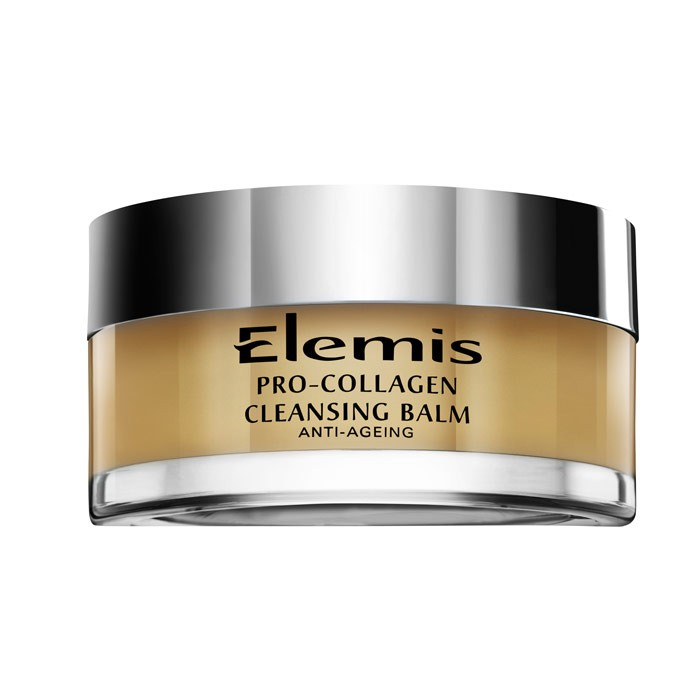 Elemis
PRO-COLLAGEN
CLEANSING BALM
ANTI-AGEING